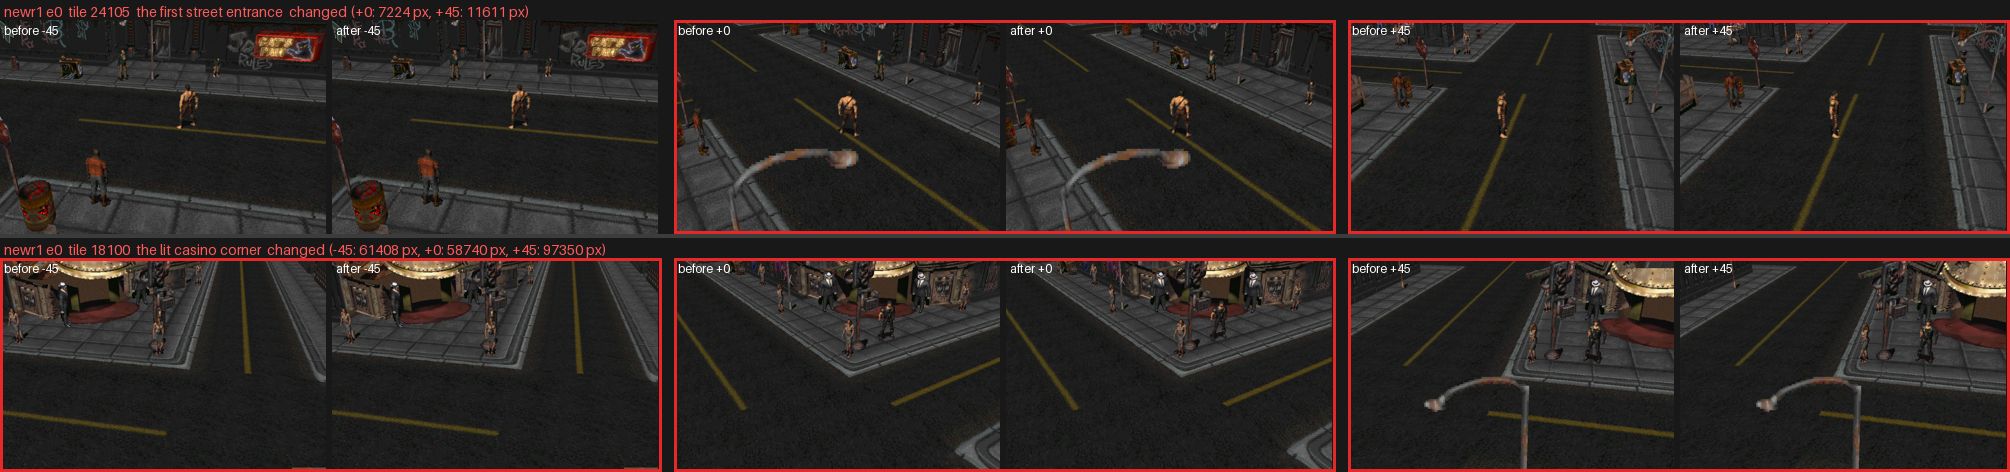 newr1 e0 tile 24105 the first street entrance changed (+0: 7224 px, +45: 11611 px)
before -45
after -45
before +0
after +0
before +45
after +45
RULES
newr1 e0 tile 18100 the lit casino corner changed (-45: 61408 px, +0: 58740 px, +45: 97350 px)
before -45
after -45
before +0
after +0
before +45
after +45